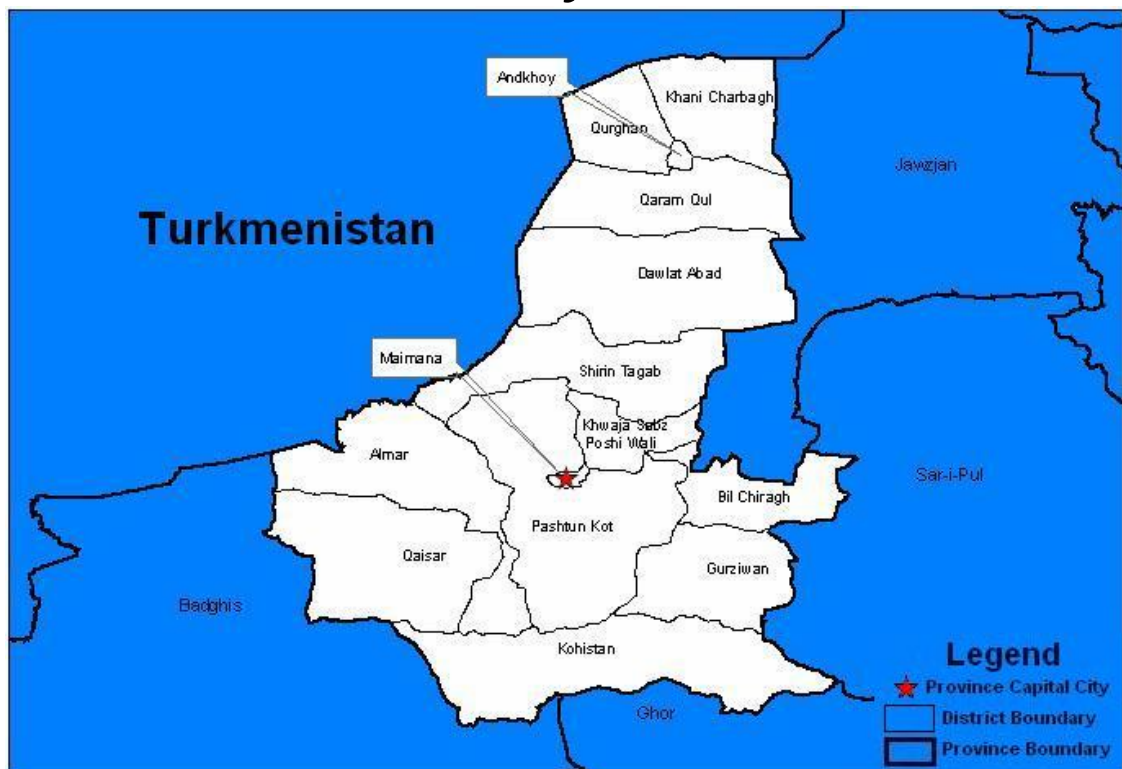 Andkhoy
Khani Charbagh
Qurghan
Jawzjan
Qaram Qul
Turkmenistan
Dawlat Abad
Maimana
Shirin Tagab
Khwaja Sabz
Poshi Wali
Almar
Sar-i-Pul
Bil Chiragh
Pashtun Kot
Qaisar
Gurziwan
Badghis
Kohistan
Legend
Province Capital City
Ghor
District Boundary
Province Boundary